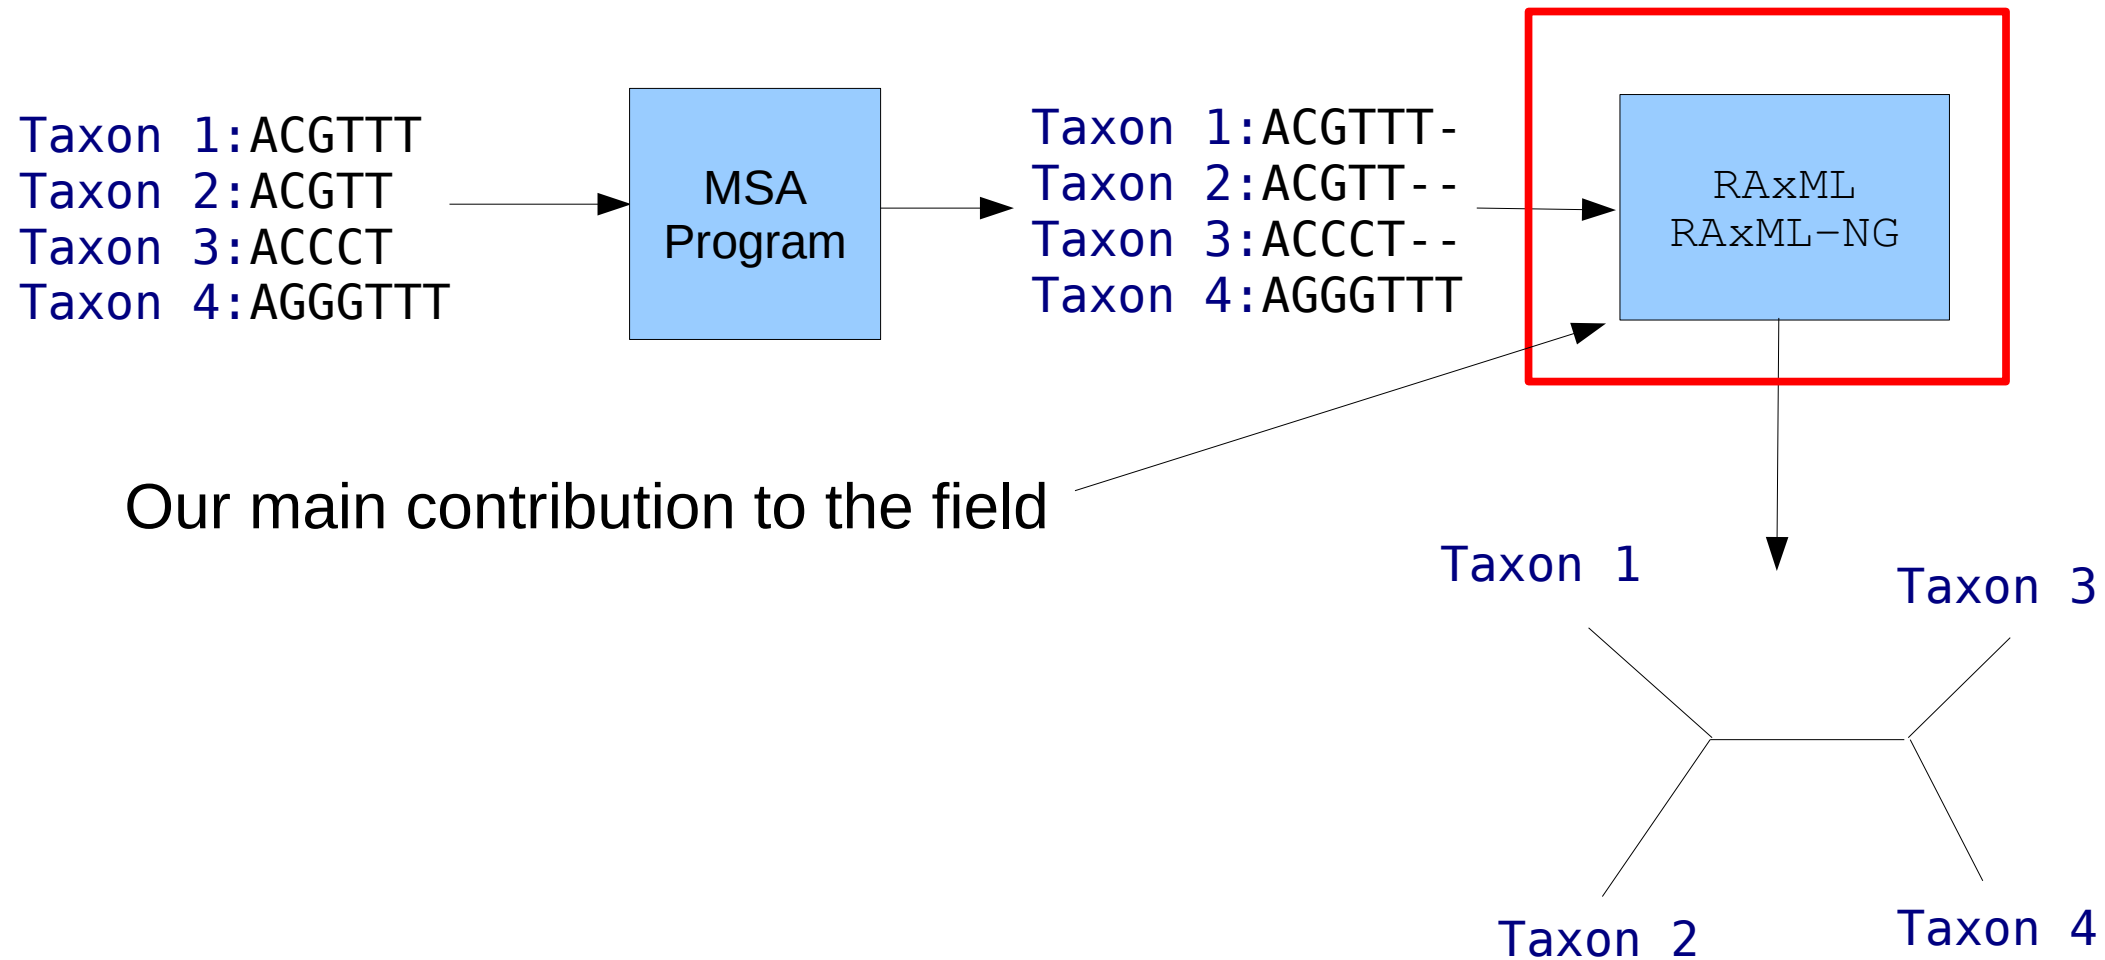 Taxon 1:ACGTTT
Taxon 2:ACGTT
Taxon 3:ACCCT
Taxon 4:AGGGTTT
MSA
Program
Taxon 1:ACGTTT-
Taxon 2:ACGTT--
Taxon 3:ACCCT--
Taxon 4:AGGGTTT
RAxML
RAxML-NG
Our main contribution to the field
Taxon 1
Taxon 3
Taxon 2
Taxon 4